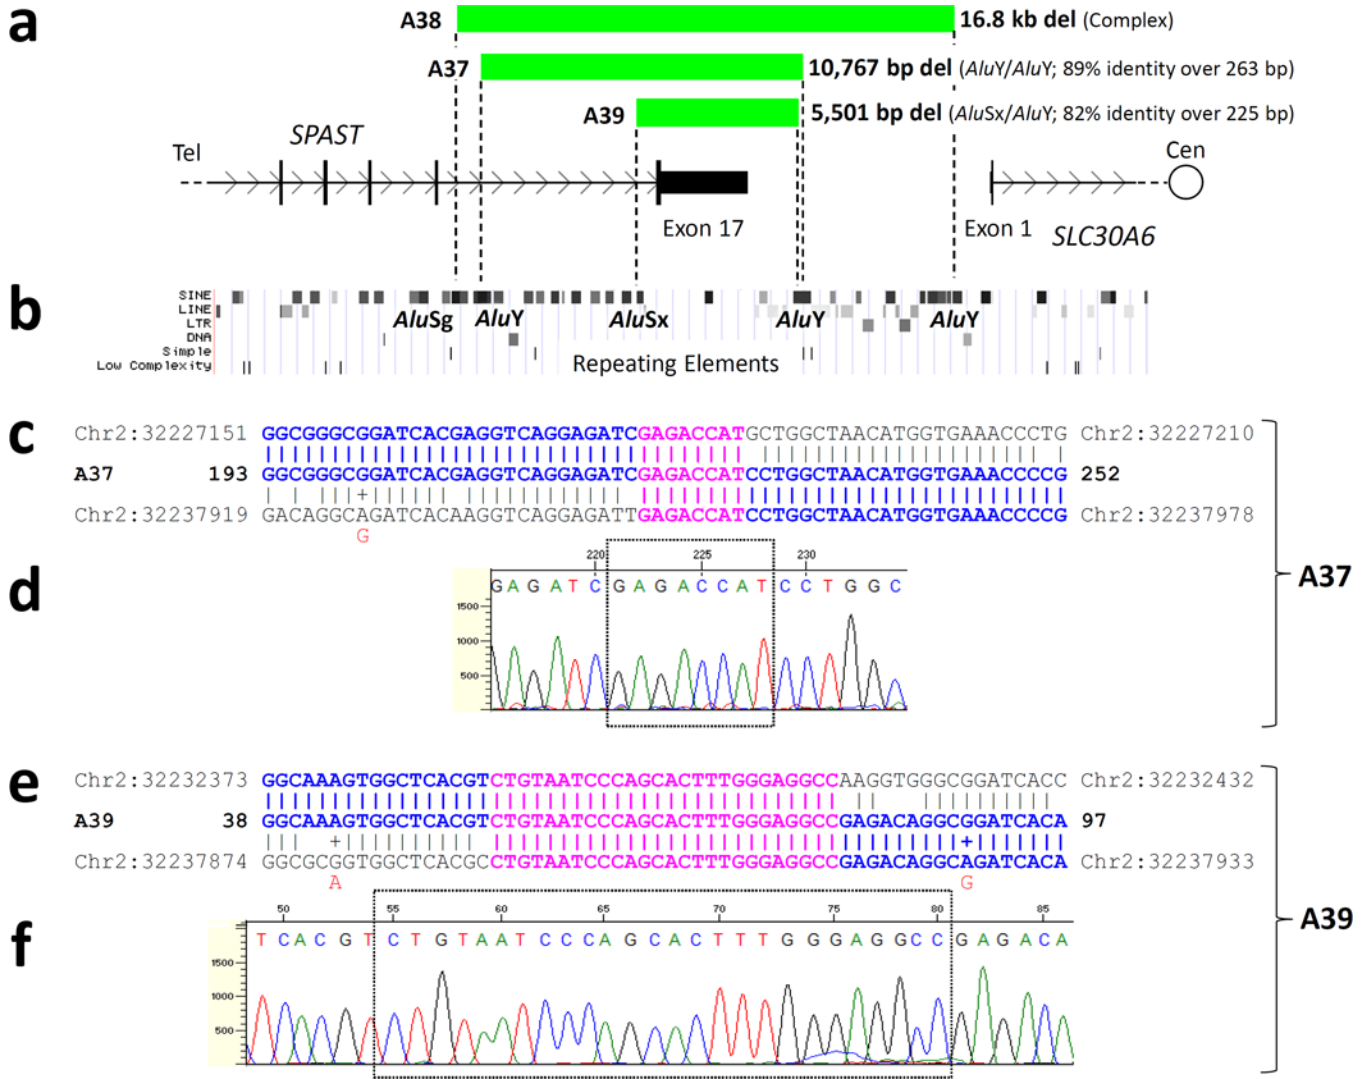 a
A38 16.8 kb del (Complex)
A37 10,767 bp del (AluY/AluY; 89% identity over 263 bp)
A39 5,501 bp del (AluSx/AluY; 82% identity over 225 bp)
SPAST
Tel
Cen
Exon 17
Exon 1
SLC30A6
b
SINE
LINE
LTR
DNA
Simple
Low Complexity
AluSg AluY AluSx AluY AluY
Repeating Elements
c
Chr2:32227151 GGCGGGCGGATCACGAGGTCAGGAGATCGAGACCATGCTGGCTAACATGGTGAAACCCTG Chr2:32227210
A37 193 GGCGGGCGGATCACGAGGTCAGGAGATCGAGACCATCCTGGCTAACATGGTGAAACCCCG 252
+
Chr2:32237919 GACAGGCAGATCACAAGGTCAGGAGATTGAGACCATCCTGGCTAACATGGTGAAACCCCG Chr2:32237978
G
A37
d
220 225 230
GAGATCGAGACCATCCTGGC
1500
1000
500
e
Chr2:32232373 GGCAAAGTGGCTCACGTCTGTAATCCCAGCACTTTGGGAGGCCAAGGTGGGCGGATCACC Chr2:32232432
A39 38 GGCAAAGTGGCTCACGTCTGTAATCCCAGCACTTTGGGAGGCCGAGACAGGCGGATCACA 97
+ +
Chr2:32237874 GGCGCGGTGGCTCACGCCTGTAATCCCAGCACTTTGGGAGGCCGAGACAGGCAGATCACA Chr2:32237933
A G
A39
f
50 55 60 65 70 75 80 85
TCACGTCTGTAATCCCAGCACTTTGGGAGGCCGAGACA
1500
1000
500